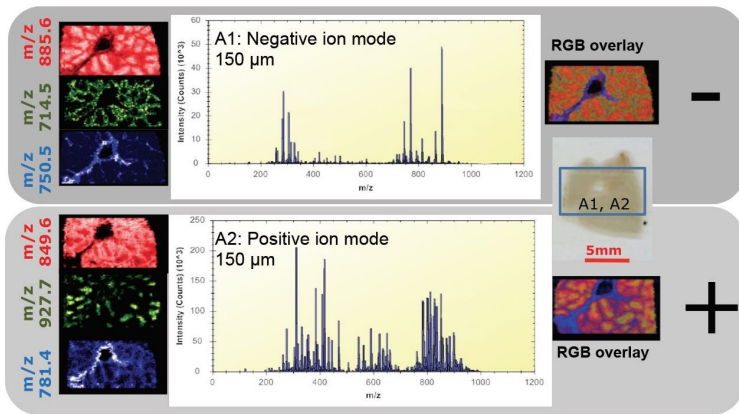 m/z 885.6
m/z 714.5
m/z 750.5
A1: Negative ion mode
150 µm
Intensity (Counts) (10^3)
60
50
40
30
20
10
0
0 200 400 600 800 1000 1200
m/z
RGB overlay
−
A1, A2
5mm
m/z 849.6
m/z 927.7
m/z 781.4
A2: Positive ion mode
150 µm
Intensity (Counts) (10^3)
250
200
150
100
50
0
0 200 400 600 800 1000 1200
m/z
RGB overlay
+